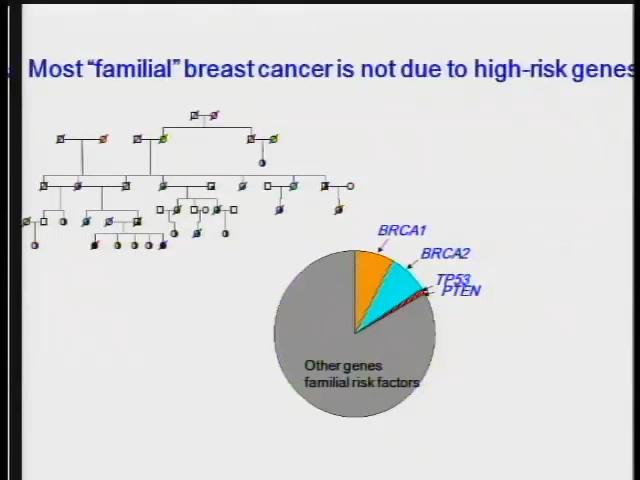 Most “familial” breast cancer is not due to high-risk genes
BRCA1
BRCA2
TP53
PTEN
Other genes
familial risk factors